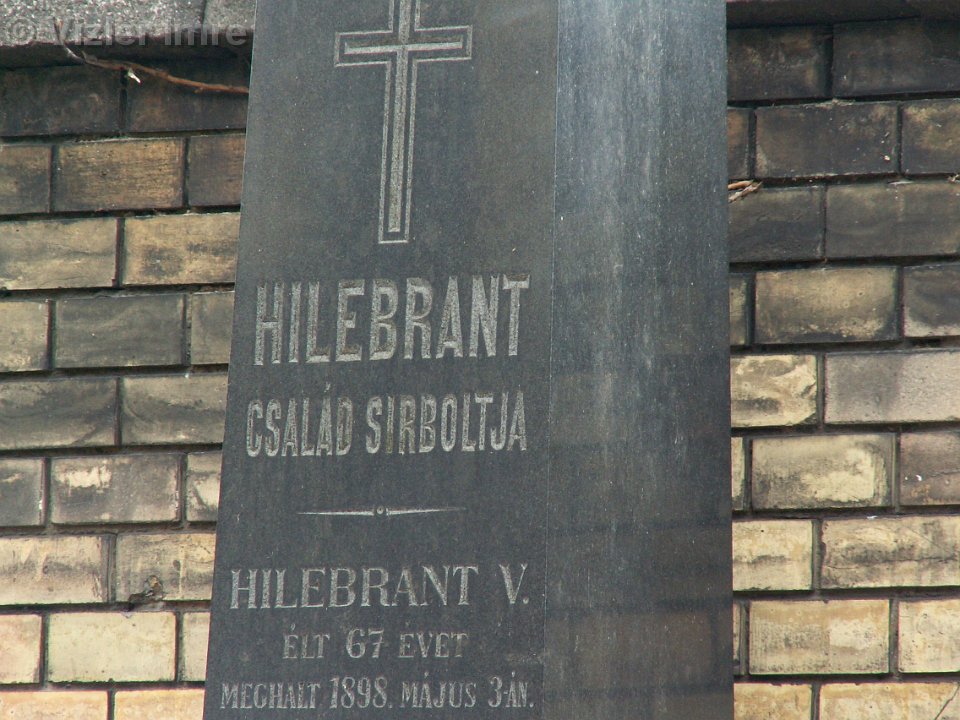 © Vizler Imre
HILEBRANT
CSALÁD SIRBOLTJA
HILEBRANT V.
ÉLT 67 ÉVET
MEGHALT 1898. MÁJUS 3-ÁN.